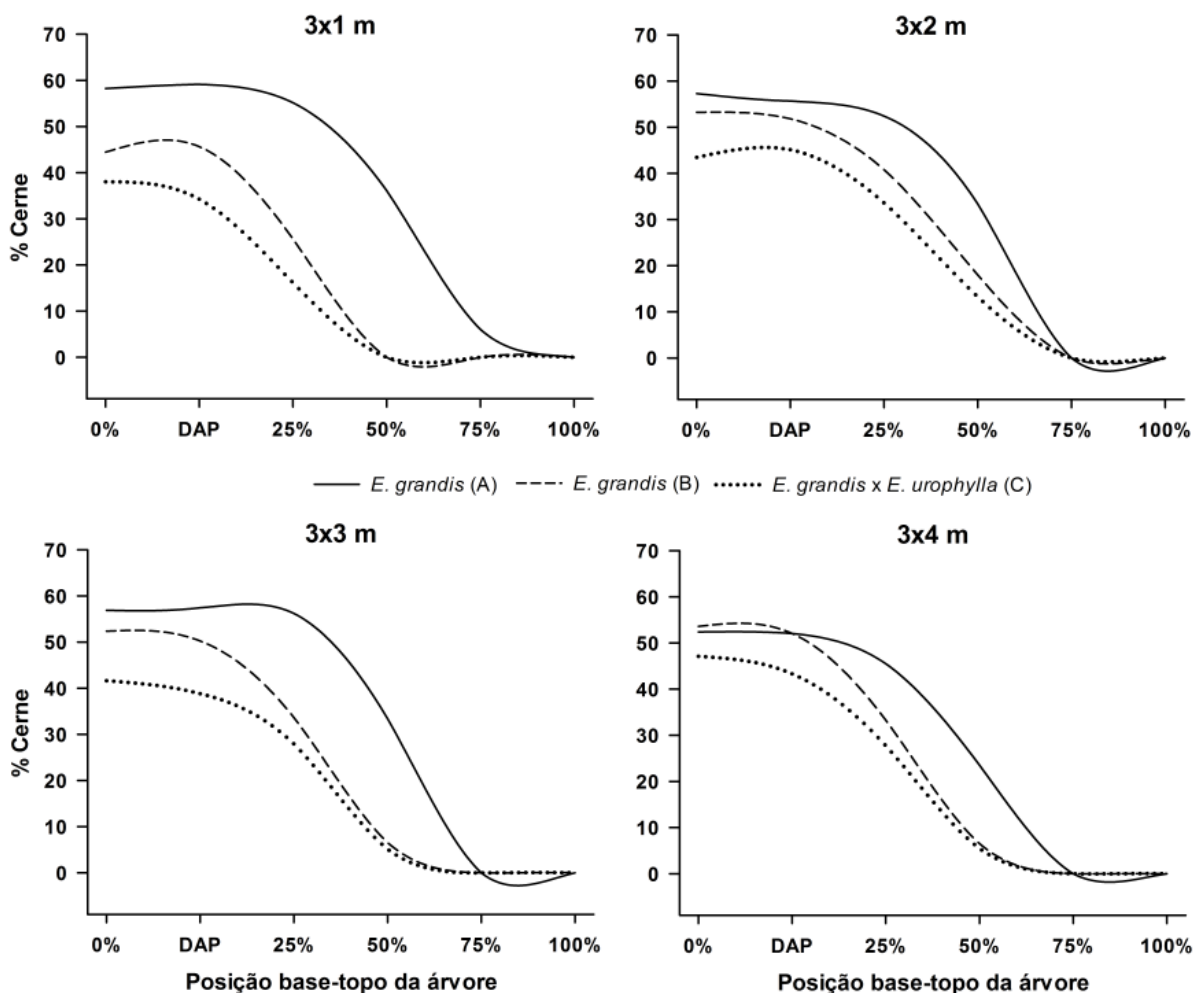 3x1 m
70
60
50
40
30
20
10
0
% Cerne
0% DAP 25% 50% 75% 100%
3x2 m
70
60
50
40
30
20
10
0
0% DAP 25% 50% 75% 100%
E. grandis (A) E. grandis (B) E. grandis x E. urophylla (C)
3x3 m
70
60
50
40
30
20
10
0
% Cerne
0% DAP 25% 50% 75% 100%
Posição base-topo da árvore
3x4 m
70
60
50
40
30
20
10
0
0% DAP 25% 50% 75% 100%
Posição base-topo da árvore